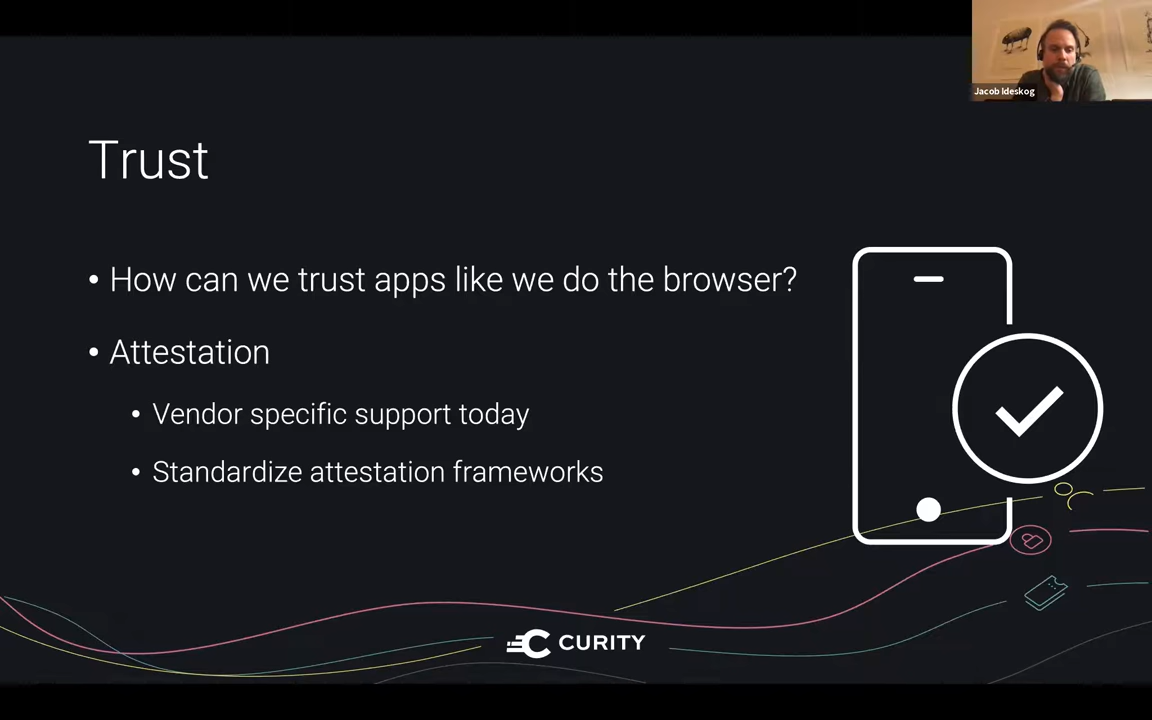 Jacob Ideskog
Trust
• How can we trust apps like we do the browser?
• Attestation
• Vendor specific support today
• Standardize attestation frameworks
CURITY